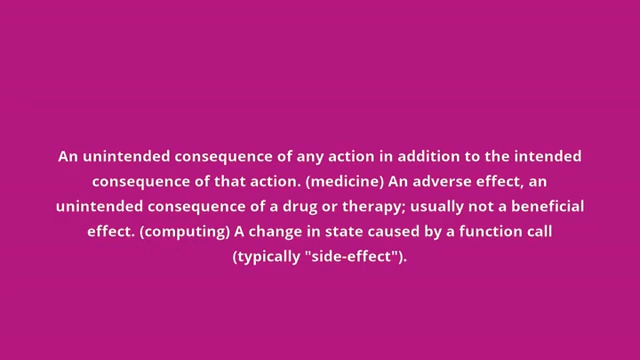 An unintended consequence of any action in addition to the intended
consequence of that action. (medicine) An adverse effect, an
unintended consequence of a drug or therapy; usually not a beneficial
effect. (computing) A change in state caused by a function call
(typically "side-effect").